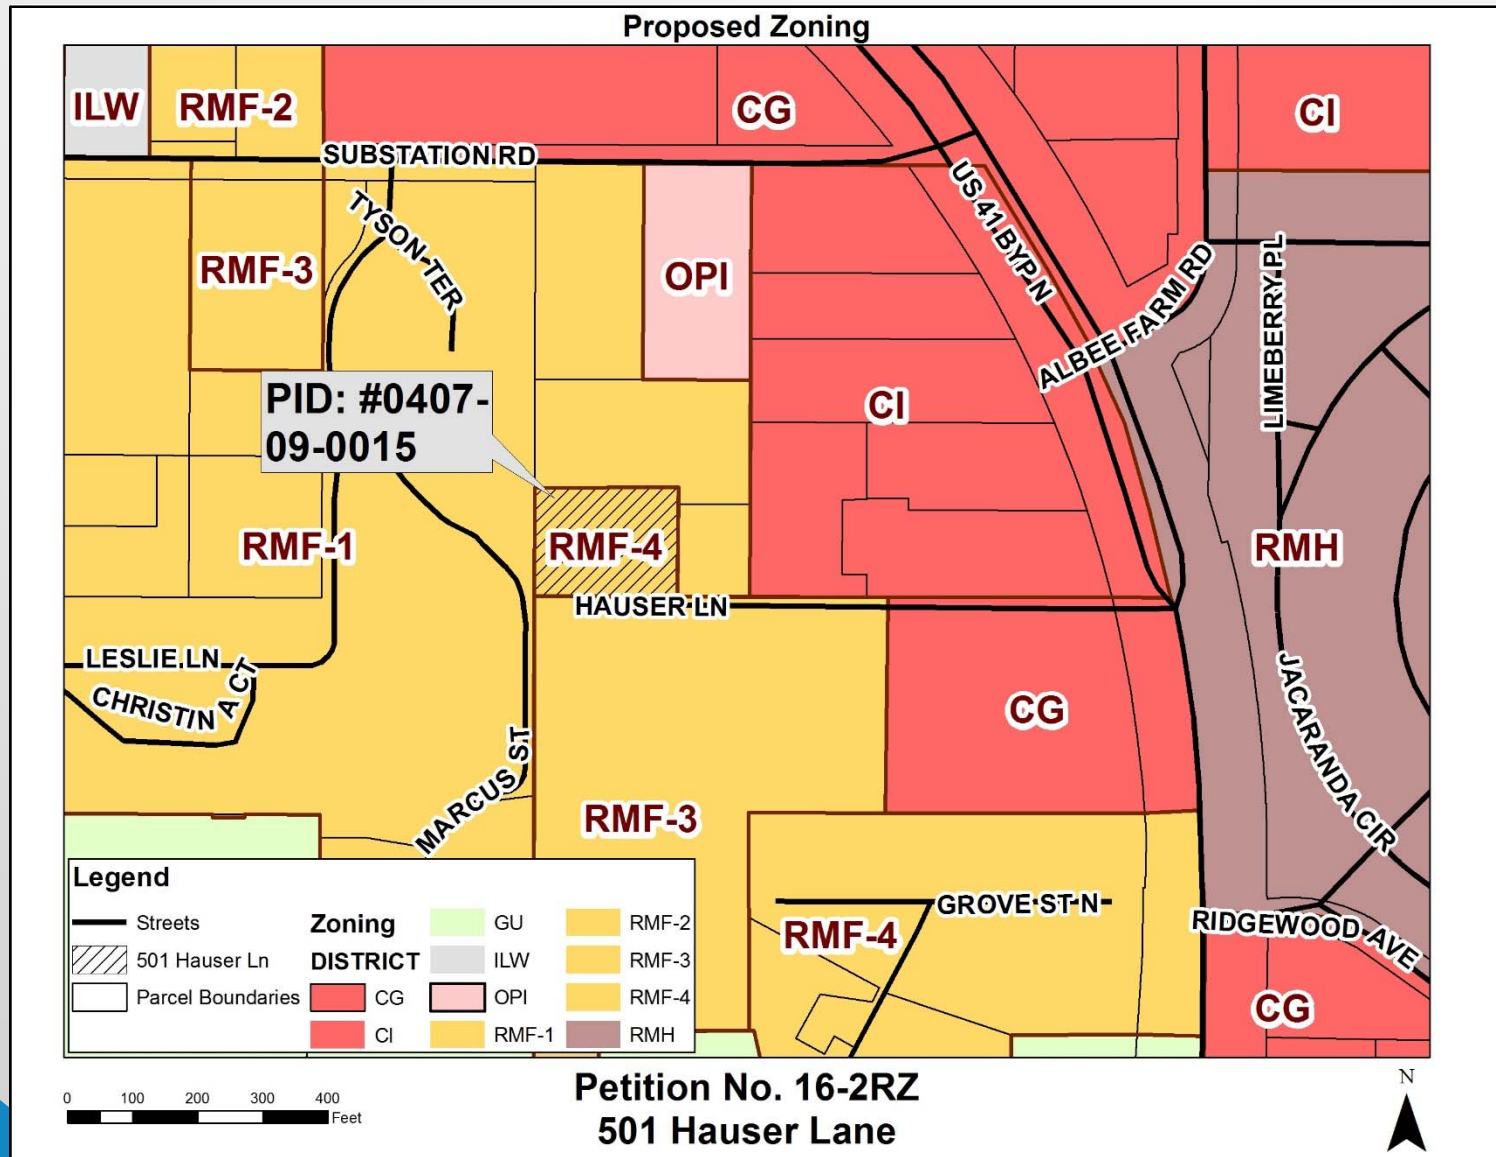 Proposed Zoning
ILW
RMF-2
CG
CI
SUBSTATION RD
TYSON TER
US 41 BYP N
RMF-3
OPI
ALBEE FARM RD
LIMEBERRY PL
PID: #0407-
09-0015
CI
RMF-1
RMF-4
RMH
HAUSER LN
LESLIE LN
CHRISTIN A CT
MARCUS ST
CG
JACARANDA CIR
RMF-3
GROVE ST N
RMF-4
RIDGEWOOD AVE
CG
Legend
Streets
501 Hauser Ln
Parcel Boundaries
Zoning
DISTRICT
CG
CI
GU
ILW
OPI
RMF-1
RMF-2
RMF-3
RMF-4
RMH
0 100 200 300 400
Feet
Petition No. 16-2RZ
501 Hauser Lane
N